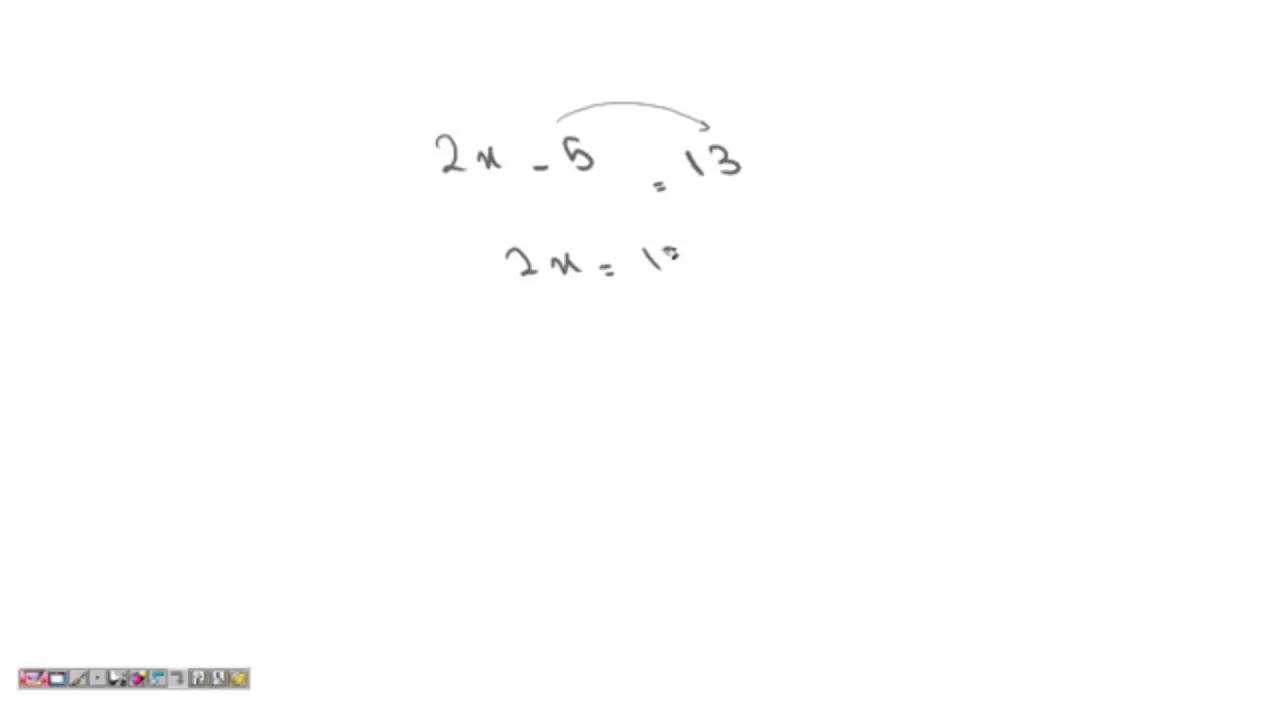 2x - 5 = 13
2x = 1